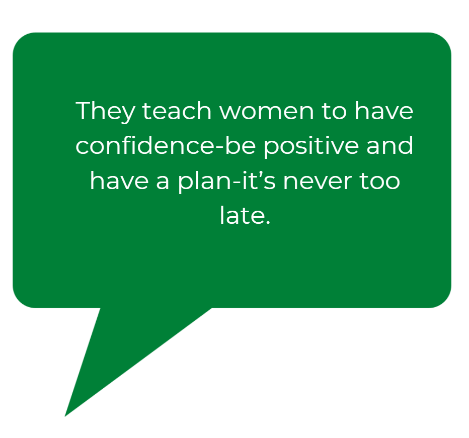 They teach women to have
confidence-be positive and
have a plan-it’s never too
late.